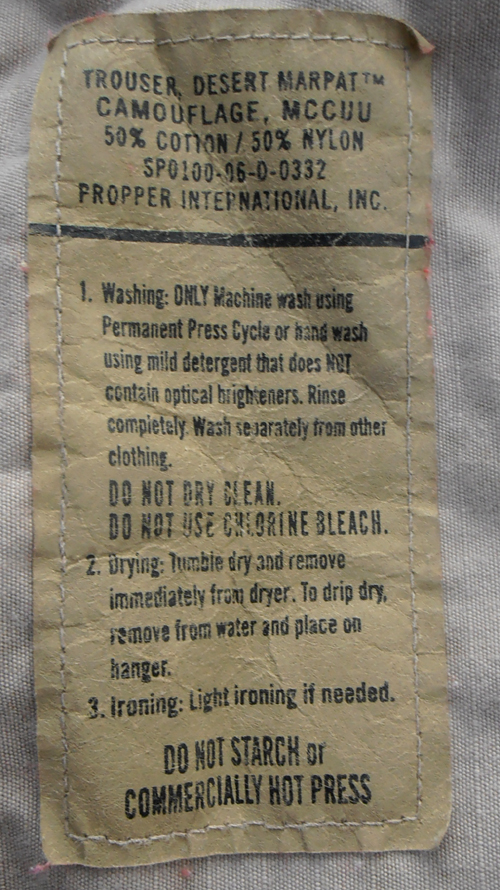 TROUSER, DESERT MARPAT™
CAMOUFLAGE, MCCUU
50% COTTON / 50% NYLON
SP0100-06-D-0332
PROPPER INTERNATIONAL, INC.
1. Washing: ONLY Machine wash using
Permanent Press Cycle or hand wash
using mild detergent that does NOT
contain optical brighteners. Rinse
completely. Wash separately from other
clothing.
DO NOT DRY CLEAN.
DO NOT USE CHLORINE BLEACH.
2. Drying: Tumble dry and remove
immediately from dryer. To drip dry,
remove from water and place on
hanger.
3. Ironing: Light ironing if needed.
DO NOT STARCH or
COMMERCIALLY HOT PRESS